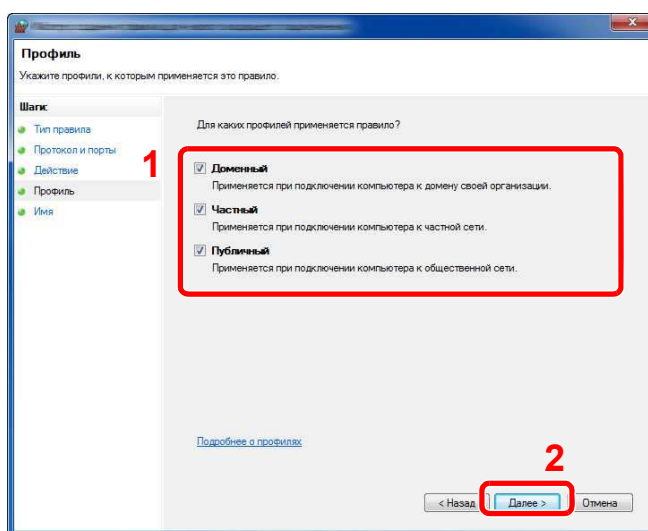 Профиль
Укажите профили, к которым применяется это правило.
Шаги:
Тип правила
Протокол и порты
Действие
Профиль
Имя
Для каких профилей применяется правило?
1
Доменный
Применяется при подключении компьютера к домену своей организации.
Частный
Применяется при подключении компьютера к частной сети.
Публичный
Применяется при подключении компьютера к общественной сети.
Подробнее о профилях
2
< Назад
Далее >
Отмена